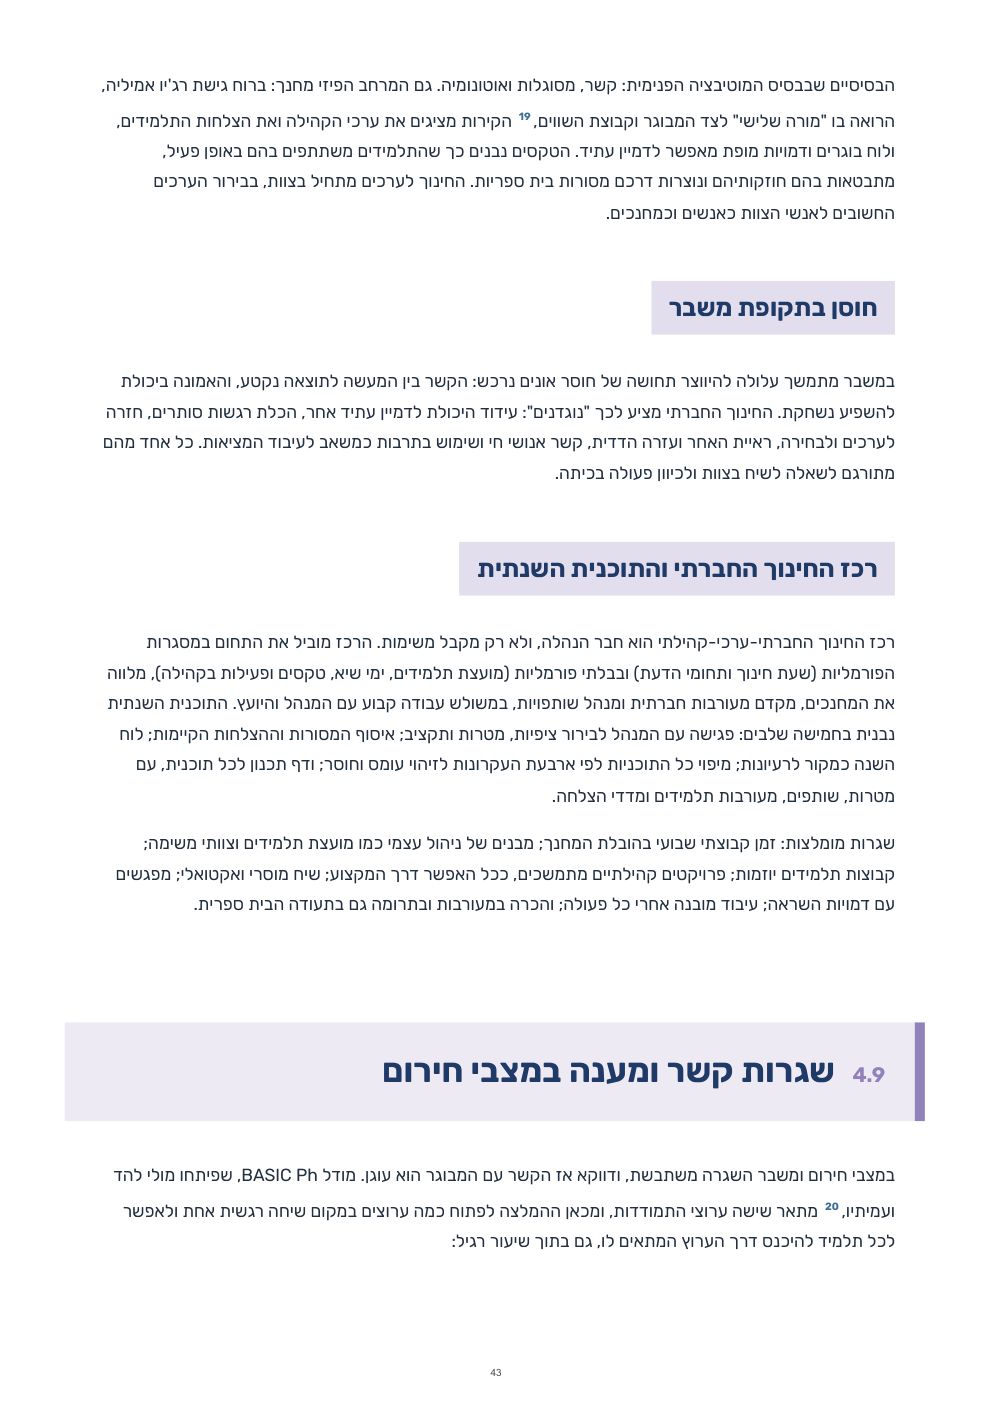 הבסיסיים שבבסיס המוטיבציה הפנימית: קשר, מסוגלות ואוטונומיה. גם המרחב הפיזי מחנך: ברוח גישת רג'יו אמיליה,
הרואה בו "מורה שלישי" לצד המבוגר וקבוצת השווים,19 הקירות מציגים את ערכי הקהילה ואת הצלחות התלמידים,
ולוח בוגרים ודמויות מופת מאפשר לדמיין עתיד. הטקסים נבנים כך שהתלמידים משתתפים בהם באופן פעיל,
מתבטאות בהם חוזקותיהם ונוצרות דרכם מסורות בית ספריות. החינוך לערכים מתחיל בצוות, בבירור הערכים
החשובים לאנשי הצוות כאנשים וכמחנכים.
חוסן בתקופת משבר
במשבר מתמשך עלולה להיווצר תחושה של חוסר אונים נרכש: הקשר בין המעשה לתוצאה נקטע, והאמונה ביכולת
להשפיע נשחקת. החינוך החברתי מציע לכך "נוגדנים": עידוד היכולת לדמיין עתיד אחר, הכלת רגשות סותרים, חזרה
לערכים ולבחירה, ראיית האחר ועזרה הדדית, קשר אנושי חי ושימוש בתרבות כמשאב לעיבוד המציאות. כל אחד מהם
מתורגם לשאלה לשיח בצוות ולכיוון פעולה בכיתה.
רכז החינוך החברתי והתוכנית השנתית
רכז החינוך החברתי-ערכי-קהילתי הוא חבר הנהלה, ולא רק מקבל משימות. הרכז מוביל את התחום במסגרות
הפורמליות (שעת חינוך ותחומי הדעת) ובבלתי פורמליות (מועצת תלמידים, ימי שיא, טקסים ופעילות בקהילה), מלווה
את המחנכים, מקדם מעורבות חברתית ומנהל שותפויות, במשולש עבודה קבוע עם המנהל והיועץ. התוכנית השנתית
נבנית בחמישה שלבים: פגישה עם המנהל לבירור ציפיות, מטרות ותקציב; איסוף המסורות וההצלחות הקיימות; לוח
השנה כמקור לרעיונות; מיפוי כל התוכניות לפי ארבעת העקרונות לזיהוי עומס וחוסר; ודף תכנון לכל תוכנית, עם
מטרות, שותפים, מעורבות תלמידים ומדדי הצלחה.
שגרות מומלצות: זמן קבוצתי שבועי בהובלת המחנך; מבנים של ניהול עצמי כמו מועצת תלמידים וצוותי משימה;
קבוצות תלמידים יוזמות; פרויקטים קהילתיים מתמשכים, ככל האפשר דרך המקצוע; שיח מוסרי ואקטואלי; מפגשים
עם דמויות השראה; עיבוד מובנה אחרי כל פעולה; והכרה במעורבות ובתרומה גם בתעודה הבית ספרית.
4.9 שגרות קשר ומענה במצבי חירום
במצבי חירום ומשבר השגרה משתבשת, ודווקא אז הקשר עם המבוגר הוא עוגן. מודל BASIC Ph, שפיתחו מולי להד
ועמיתיו,20 מתאר שישה ערוצי התמודדות, ומכאן ההמלצה לפתוח כמה ערוצים במקום שיחה רגשית אחת ולאפשר
לכל תלמיד להיכנס דרך הערוץ המתאים לו, גם בתוך שיעור רגיל:
43